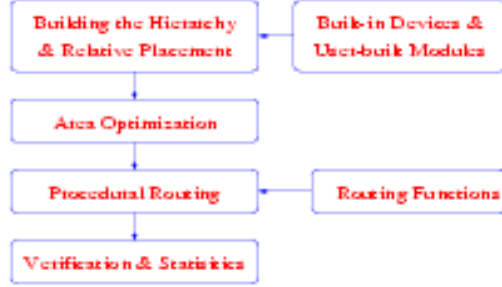 Building the Hierarchy
& Relative Placement
Built-in Devices &
User-built Modules
Area Optimization
Procedural Routing
Routing Functions
Verification & Statistics